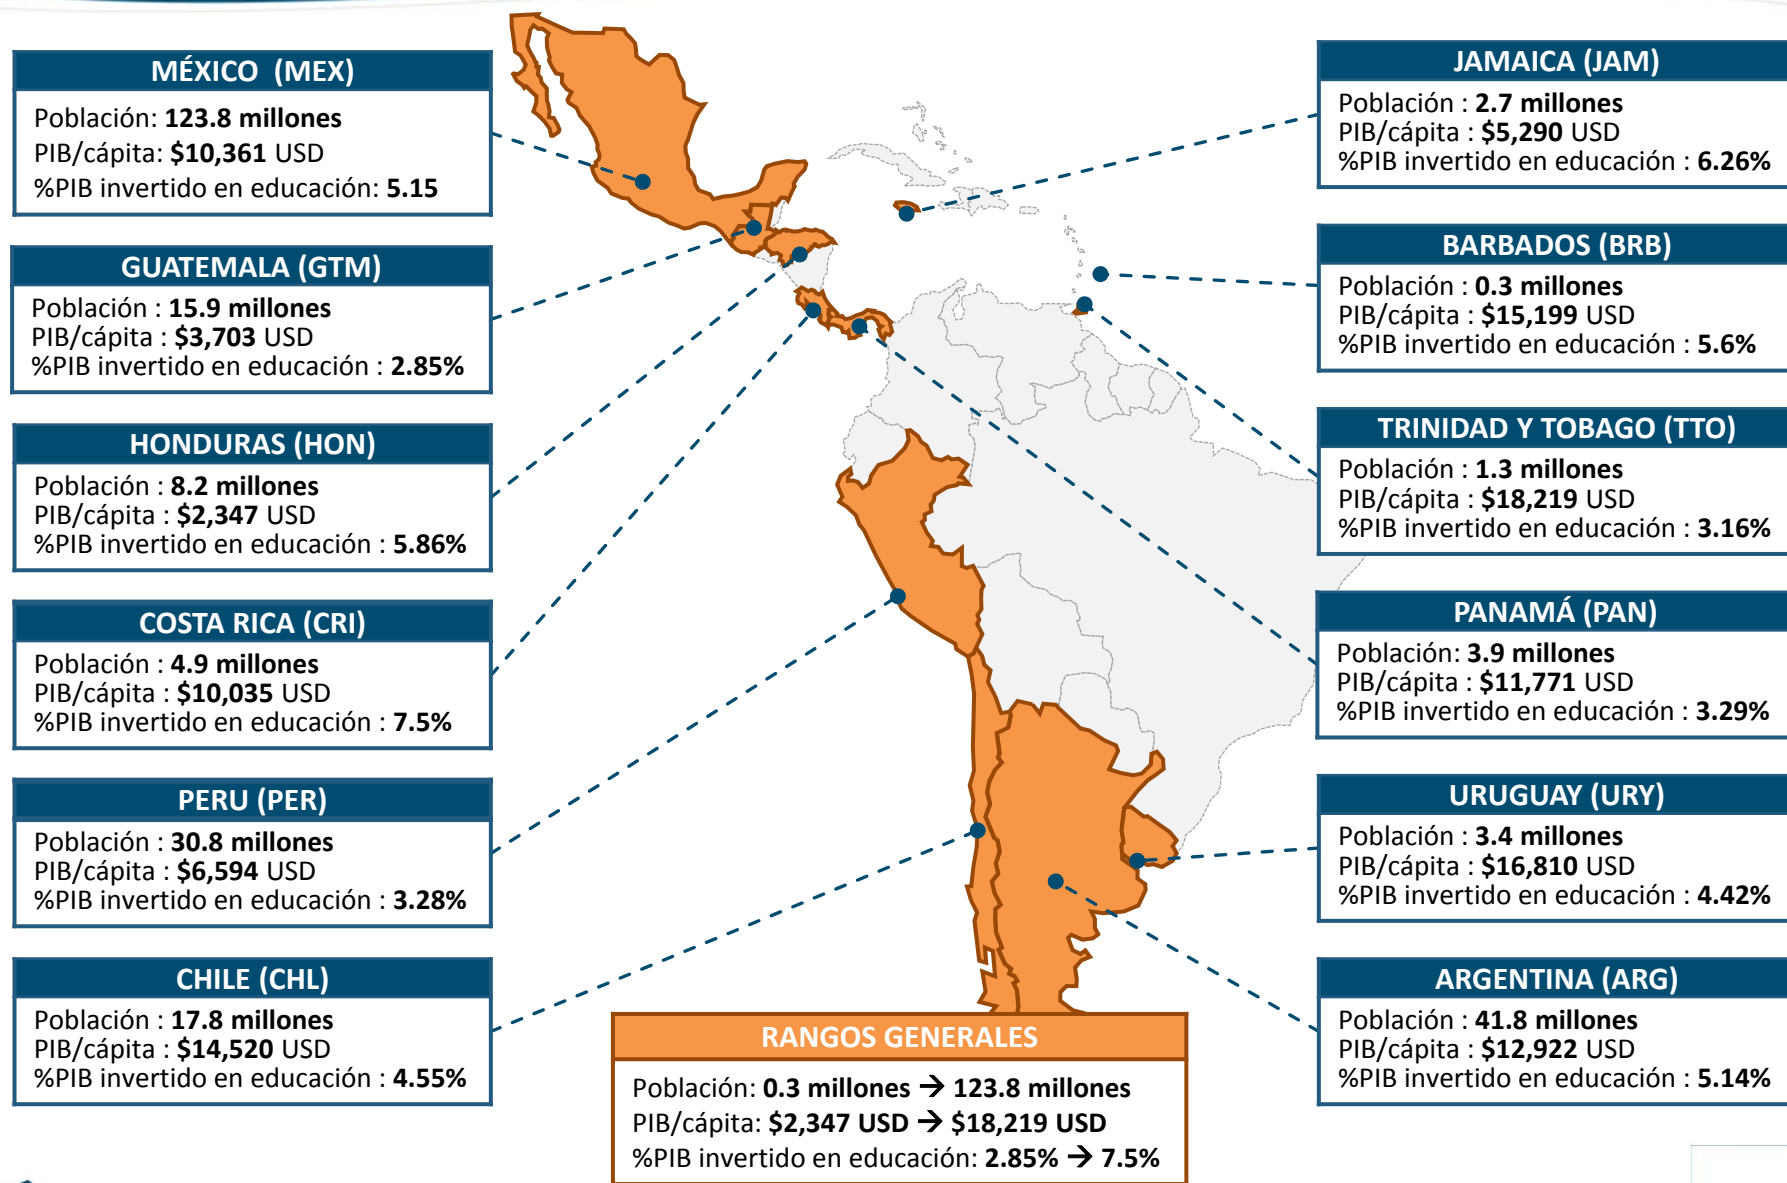 MÉXICO (MEX)
Población: 123.8 millones
PIB/cápita: $10,361 USD
%PIB invertido en educación: 5.15
GUATEMALA (GTM)
Población : 15.9 millones
PIB/cápita : $3,703 USD
%PIB invertido en educación : 2.85%
HONDURAS (HON)
Población : 8.2 millones
PIB/cápita : $2,347 USD
%PIB invertido en educación : 5.86%
COSTA RICA (CRI)
Población : 4.9 millones
PIB/cápita : $10,035 USD
%PIB invertido en educación : 7.5%
PERU (PER)
Población : 30.8 millones
PIB/cápita : $6,594 USD
%PIB invertido en educación : 3.28%
CHILE (CHL)
Población : 17.8 millones
PIB/cápita : $14,520 USD
%PIB invertido en educación : 4.55%
JAMAICA (JAM)
Población : 2.7 millones
PIB/cápita : $5,290 USD
%PIB invertido en educación : 6.26%
BARBADOS (BRB)
Población : 0.3 millones
PIB/cápita : $15,199 USD
%PIB invertido en educación : 5.6%
TRINIDAD Y TOBAGO (TTO)
Población : 1.3 millones
PIB/cápita : $18,219 USD
%PIB invertido en educación : 3.16%
PANAMÁ (PAN)
Población: 3.9 millones
PIB/cápita : $11,771 USD
%PIB invertido en educación : 3.29%
URUGUAY (URY)
Población : 3.4 millones
PIB/cápita : $16,810 USD
%PIB invertido en educación : 4.42%
ARGENTINA (ARG)
Población : 41.8 millones
PIB/cápita : $12,922 USD
%PIB invertido en educación : 5.14%
RANGOS GENERALES
Población: 0.3 millones → 123.8 millones
PIB/cápita: $2,347 USD → $18,219 USD
%PIB invertido en educación: 2.85% → 7.5%